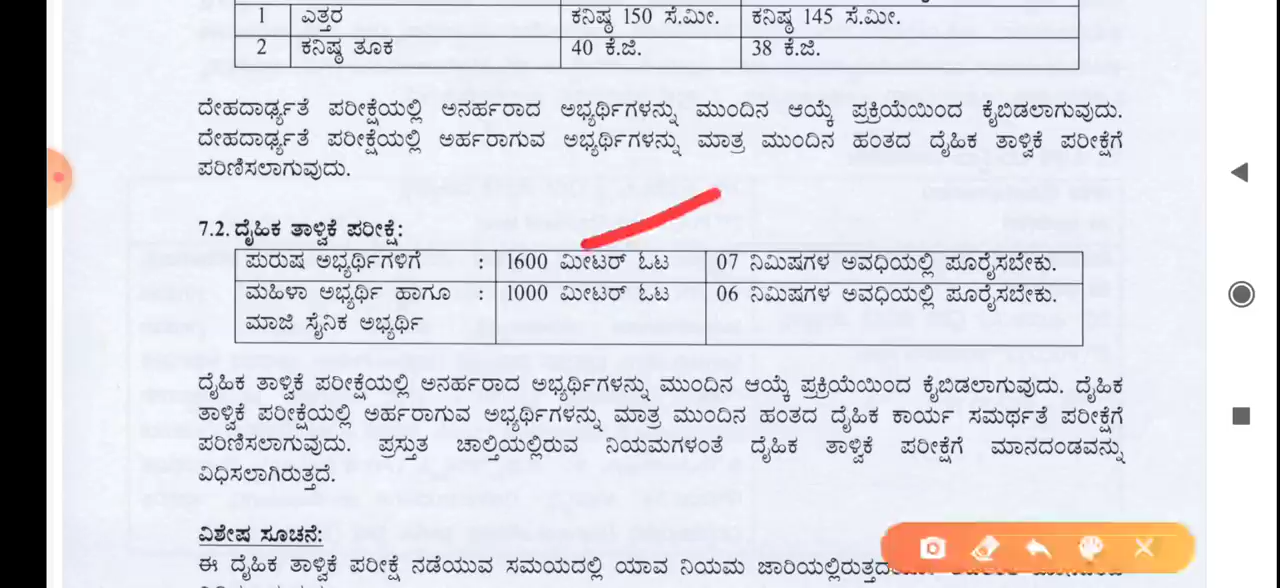 1 ಎತ್ತರ ಕನಿಷ್ಠ 150 ಸೆ.ಮೀ. ಕನಿಷ್ಠ 145 ಸೆ.ಮೀ.
2 ಕನಿಷ್ಠ ತೂಕ 40 ಕೆ.ಜಿ. 38 ಕೆ.ಜಿ.
ದೇಹದಾರ್ಢ್ಯತೆ ಪರೀಕ್ಷೆಯಲ್ಲಿ ಅನರ್ಹರಾದ ಅಭ್ಯರ್ಥಿಗಳನ್ನು ಮುಂದಿನ ಆಯ್ಕೆ ಪ್ರಕ್ರಿಯೆಯಿಂದ ಕೈಬಿಡಲಾಗುವುದು.
ದೇಹದಾರ್ಢ್ಯತೆ ಪರೀಕ್ಷೆಯಲ್ಲಿ ಅರ್ಹರಾಗುವ ಅಭ್ಯರ್ಥಿಗಳನ್ನು ಮಾತ್ರ ಮುಂದಿನ ಹಂತದ ದೈಹಿಕ ತಾಳ್ವಿಕೆ ಪರೀಕ್ಷೆಗೆ
ಪರಿಣಿಸಲಾಗುವುದು.
7.2. ದೈಹಿಕ ತಾಳ್ವಿಕೆ ಪರೀಕ್ಷೆ:
ಪುರುಷ ಅಭ್ಯರ್ಥಿಗಳಿಗೆ : 1600 ಮೀಟರ್ ಓಟ 07 ನಿಮಿಷಗಳ ಅವಧಿಯಲ್ಲಿ ಪೂರೈಸಬೇಕು.
ಮಹಿಳಾ ಅಭ್ಯರ್ಥಿ ಹಾಗೂ : 1000 ಮೀಟರ್ ಓಟ 06 ನಿಮಿಷಗಳ ಅವಧಿಯಲ್ಲಿ ಪೂರೈಸಬೇಕು.
ಮಾಜಿ ಸೈನಿಕ ಅಭ್ಯರ್ಥಿ
ದೈಹಿಕ ತಾಳ್ವಿಕೆ ಪರೀಕ್ಷೆಯಲ್ಲಿ ಅನರ್ಹರಾದ ಅಭ್ಯರ್ಥಿಗಳನ್ನು ಮುಂದಿನ ಆಯ್ಕೆ ಪ್ರಕ್ರಿಯೆಯಿಂದ ಕೈಬಿಡಲಾಗುವುದು. ದೈಹಿಕ
ತಾಳ್ವಿಕೆ ಪರೀಕ್ಷೆಯಲ್ಲಿ ಅರ್ಹರಾಗುವ ಅಭ್ಯರ್ಥಿಗಳನ್ನು ಮಾತ್ರ ಮುಂದಿನ ಹಂತದ ದೈಹಿಕ ಕಾರ್ಯ ಸಮರ್ಥತೆ ಪರೀಕ್ಷೆಗೆ
ಪರಿಣಿಸಲಾಗುವುದು. ಪ್ರಸ್ತುತ ಚಾಲ್ತಿಯಲ್ಲಿರುವ ನಿಯಮಗಳಂತೆ ದೈಹಿಕ ತಾಳ್ವಿಕೆ ಪರೀಕ್ಷೆಗೆ ಮಾನದಂಡವನ್ನು
ವಿಧಿಸಲಾಗಿರುತ್ತದೆ.
ವಿಶೇಷ ಸೂಚನೆ:
ಈ ದೈಹಿಕ ತಾಳ್ವಿಕೆ ಪರೀಕ್ಷೆ ನಡೆಯುವ ಸಮಯದಲ್ಲಿ ಯಾವ ನಿಯಮ